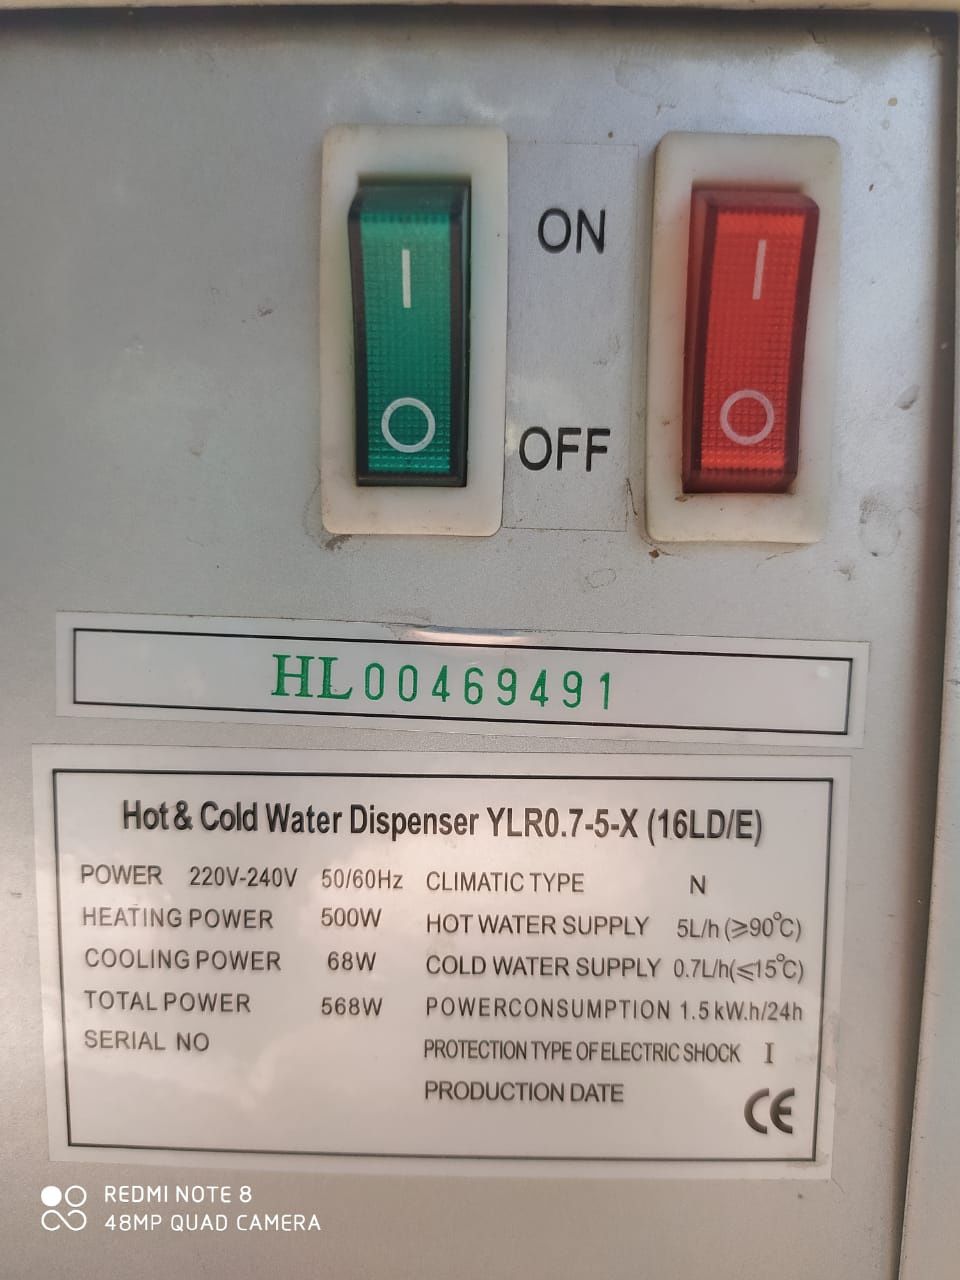 ON
OFF
HL00469491
Hot & Cold Water Dispenser YLR0.7-5-X (16LD/E)
POWER 220V-240V 50/60Hz
HEATING POWER 500W
COOLING POWER 68W
TOTAL POWER 568W
SERIAL NO
CLIMATIC TYPE N
HOT WATER SUPPLY 5L/h (≥90℃)
COLD WATER SUPPLY 0.7L/h(≤15℃)
POWERCONSUMPTION 1.5 kW.h/24h
PROTECTION TYPE OF ELECTRIC SHOCK I
PRODUCTION DATE
CE
REDMI NOTE 8
48MP QUAD CAMERA